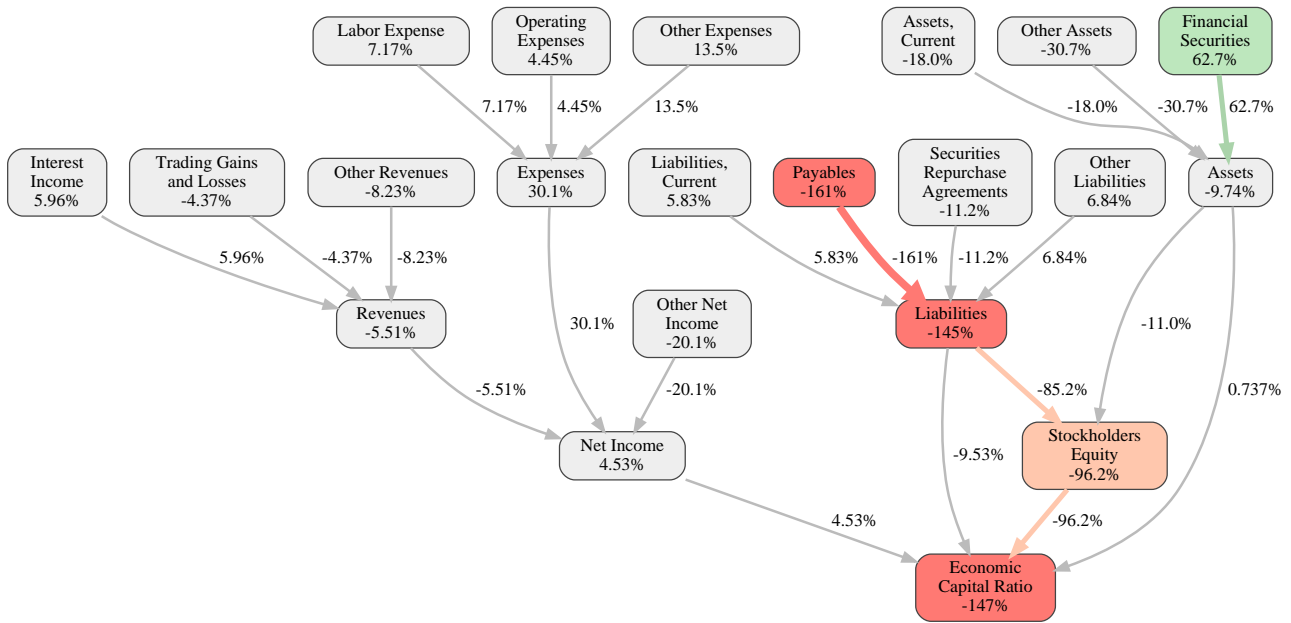 Labor Expense
7.17%
Operating
Expenses
4.45%
Other Expenses
13.5%
Assets,
Current
-18.0%
Other Assets
-30.7%
Financial
Securities
62.7%
7.17%
4.45%
13.5%
-18.0%
-30.7%
62.7%
Interest
Income
5.96%
Trading Gains
and Losses
-4.37%
Other Revenues
-8.23%
Expenses
30.1%
Liabilities,
Current
5.83%
Payables
-161%
Securities
Repurchase
Agreements
-11.2%
Other
Liabilities
6.84%
Assets
-9.74%
5.96%
-4.37%
-8.23%
5.83%
-161%
-11.2%
6.84%
Revenues
-5.51%
30.1%
Other Net
Income
-20.1%
Liabilities
-145%
-11.0%
-5.51%
-20.1%
-85.2%
0.737%
Net Income
4.53%
-9.53%
Stockholders
Equity
-96.2%
4.53%
-96.2%
Economic
Capital Ratio
-147%